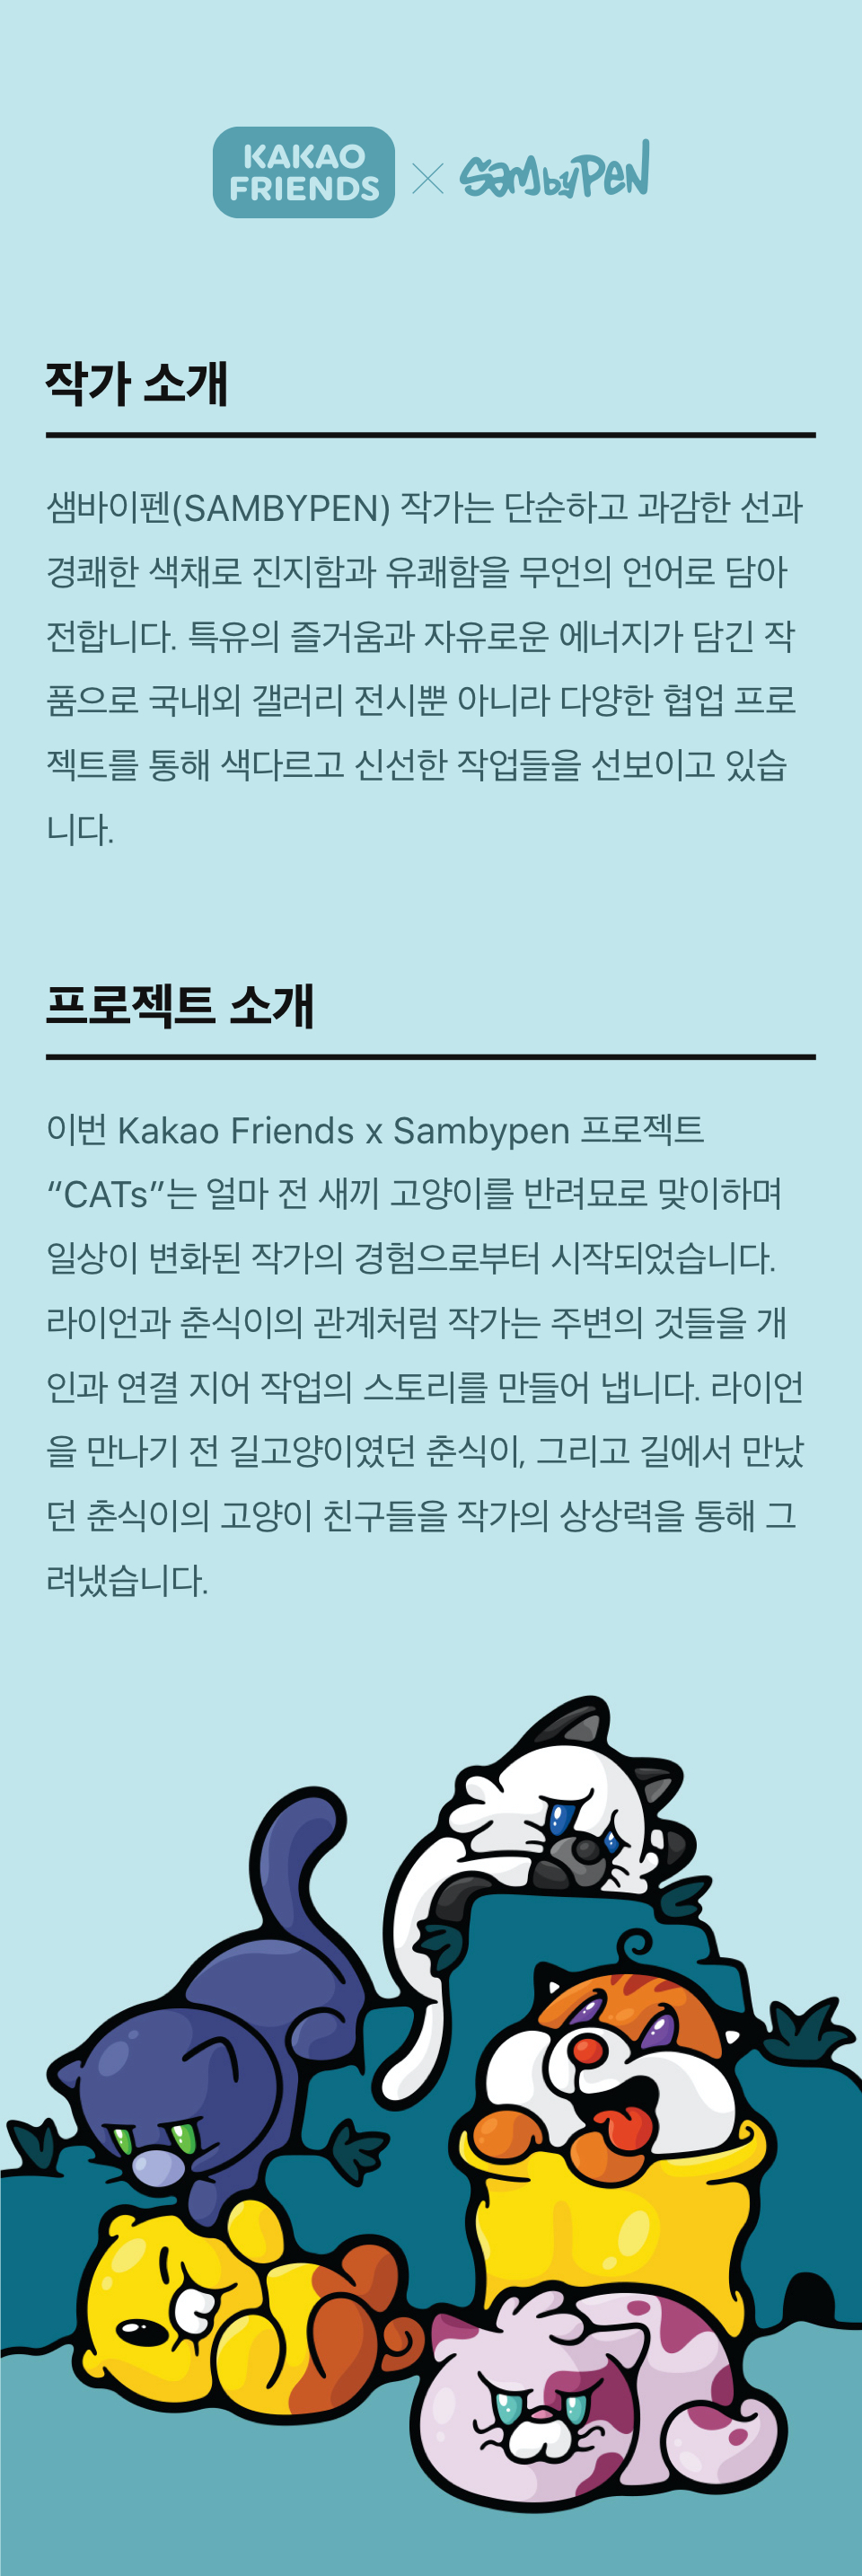 KAKAO
FRIENDS
SAMbyPEN
작가 소개
샘바이펜(SAMBYPEN) 작가는 단순하고 과감한 선과
경쾌한 색채로 진지함과 유쾌함을 무언의 언어로 담아
전합니다. 특유의 즐거움과 자유로운 에너지가 담긴 작
품으로 국내외 갤러리 전시뿐 아니라 다양한 협업 프로
젝트를 통해 색다르고 신선한 작업들을 선보이고 있습
니다.
프로젝트 소개
이번 Kakao Friends x Sambypen 프로젝트
“CATs”는 얼마 전 새끼 고양이를 반려묘로 맞이하며
일상이 변화된 작가의 경험으로부터 시작되었습니다.
라이언과 춘식이의 관계처럼 작가는 주변의 것들을 개
인과 연결 지어 작업의 스토리를 만들어 냅니다. 라이언
을 만나기 전 길고양이였던 춘식이, 그리고 길에서 만났
던 춘식이의 고양이 친구들을 작가의 상상력을 통해 그
려냈습니다.